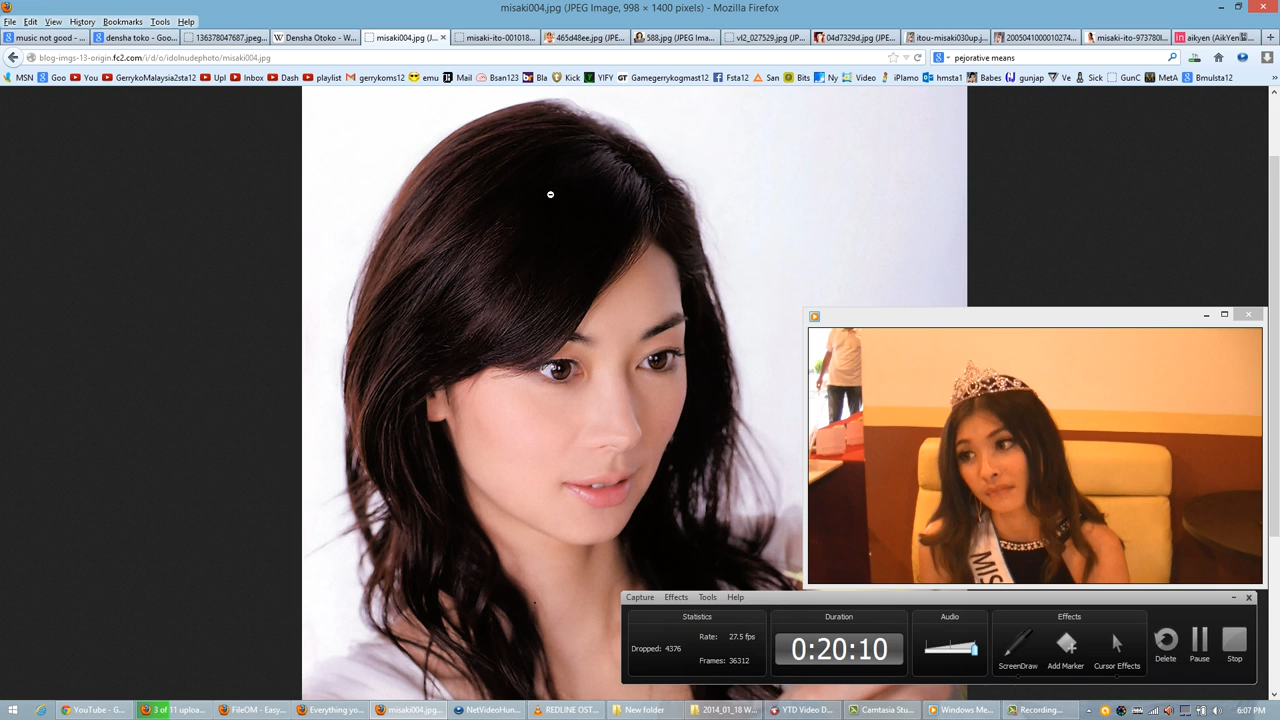 misaki004.jpg (JPEG Image, 998 × 1400 pixels) - Mozilla Firefox
File Edit View History Bookmarks Tools Help
music not good - ... densha toko - Goo... 136378047687.jpeg... Densha Otoko - W... misaki004.jpg (J... misaki-ito-001018... 465d48ee.jpg (JPE... 588.jpg (JPEG Ima... vl2_027529.jpg (JP... 04d7329d.jpg (JP... itou-misaki030up.j... 2005041000010274... misaki-ito-973780l...
blog-imgs-13-origin.fc2.com/i/d/o/idolnudephoto/misaki004.jpg pejorative means
MSN Goo GerrykoMalaysia2sta12 You Lox Inbox Dash playlist gerrykoms12 emu Mail Bsan123 Bla Kick YIFY GT Gamegerrykogmast12 Fsta12 San Bits Ny Video iPlamo hmsta1 Babes gunjap Ve Sick GunC MetA Bmulsta12
MIS
Capture Effects Tools Help
Statistics Duration Audio Effects
Rate: 27.5 fps
Dropped: 4376
Frames: 36312
0:20:10
ScreenDraw Add Marker Cursor Effects Delete Pause Stop
YouTube - G... 3 of 11 uploa... FileOM - Easy... Everything yo... misaki004.jpg... NetVideoHun... REDLINE OST... New folder 2014_01_18 W... YTD Video D... Camtasia Stu... Windows Me... Recording... 6:07 PM